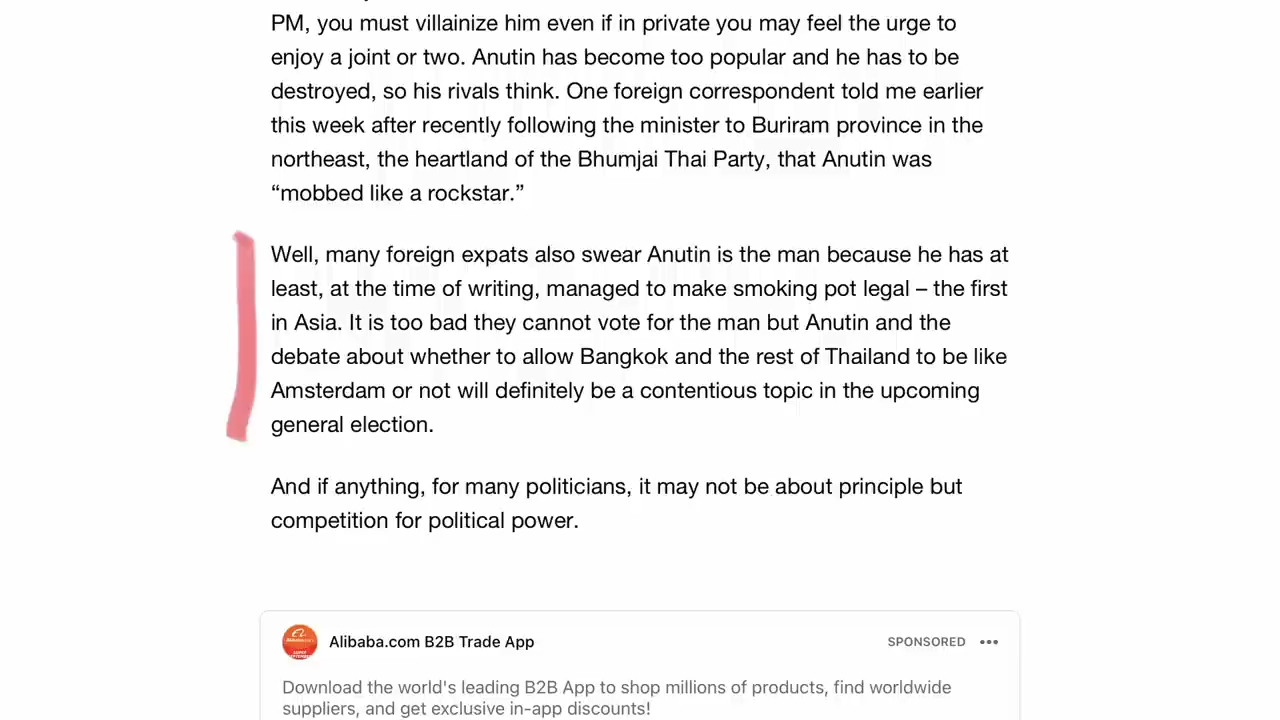 PM, you must villainize him even if in private you may feel the urge to
enjoy a joint or two. Anutin has become too popular and he has to be
destroyed, so his rivals think. One foreign correspondent told me earlier
this week after recently following the minister to Buriram province in the
northeast, the heartland of the Bhumjai Thai Party, that Anutin was
“mobbed like a rockstar.”
Well, many foreign expats also swear Anutin is the man because he has at
least, at the time of writing, managed to make smoking pot legal – the first
in Asia. It is too bad they cannot vote for the man but Anutin and the
debate about whether to allow Bangkok and the rest of Thailand to be like
Amsterdam or not will definitely be a contentious topic in the upcoming
general election.
And if anything, for many politicians, it may not be about principle but
competition for political power.
Alibaba.com B2B Trade App
SPONSORED
Download the world's leading B2B App to shop millions of products, find worldwide
suppliers, and get exclusive in-app discounts!